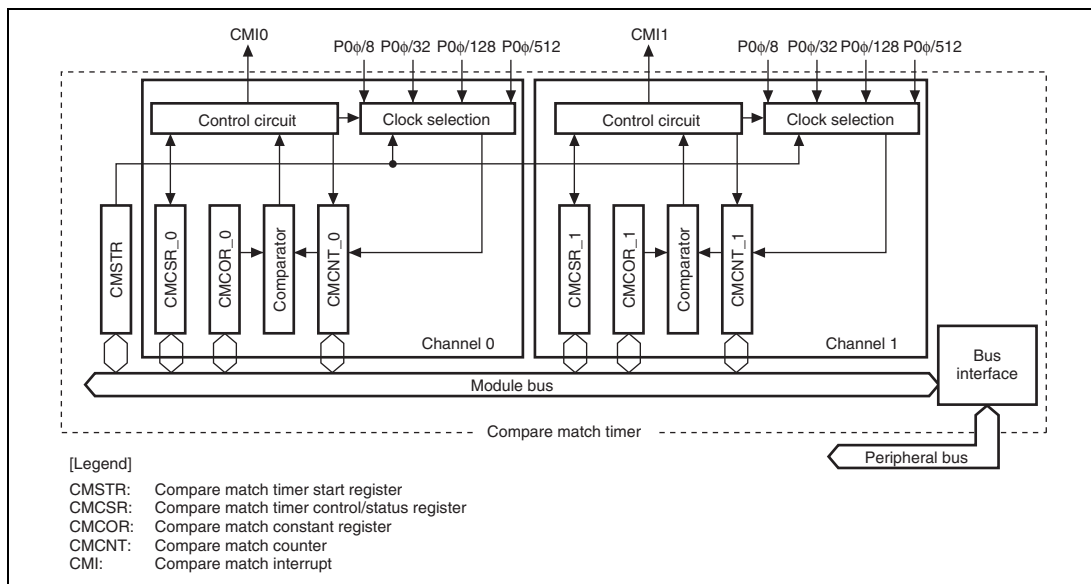 CMI0
P0ϕ/8 P0ϕ/32 P0ϕ/128 P0ϕ/512
CMI1
P0ϕ/8 P0ϕ/32 P0ϕ/128 P0ϕ/512
Control circuit
Clock selection
Control circuit
Clock selection
CMSTR
CMCSR_0
CMCOR_0
Comparator
CMCNT_0
CMCSR_1
CMCOR_1
Comparator
CMCNT_1
Channel 0
Channel 1
Module bus
Bus
interface
Compare match timer
Peripheral bus
[Legend]
CMSTR: Compare match timer start register
CMCSR: Compare match timer control/status register
CMCOR: Compare match constant register
CMCNT: Compare match counter
CMI: Compare match interrupt